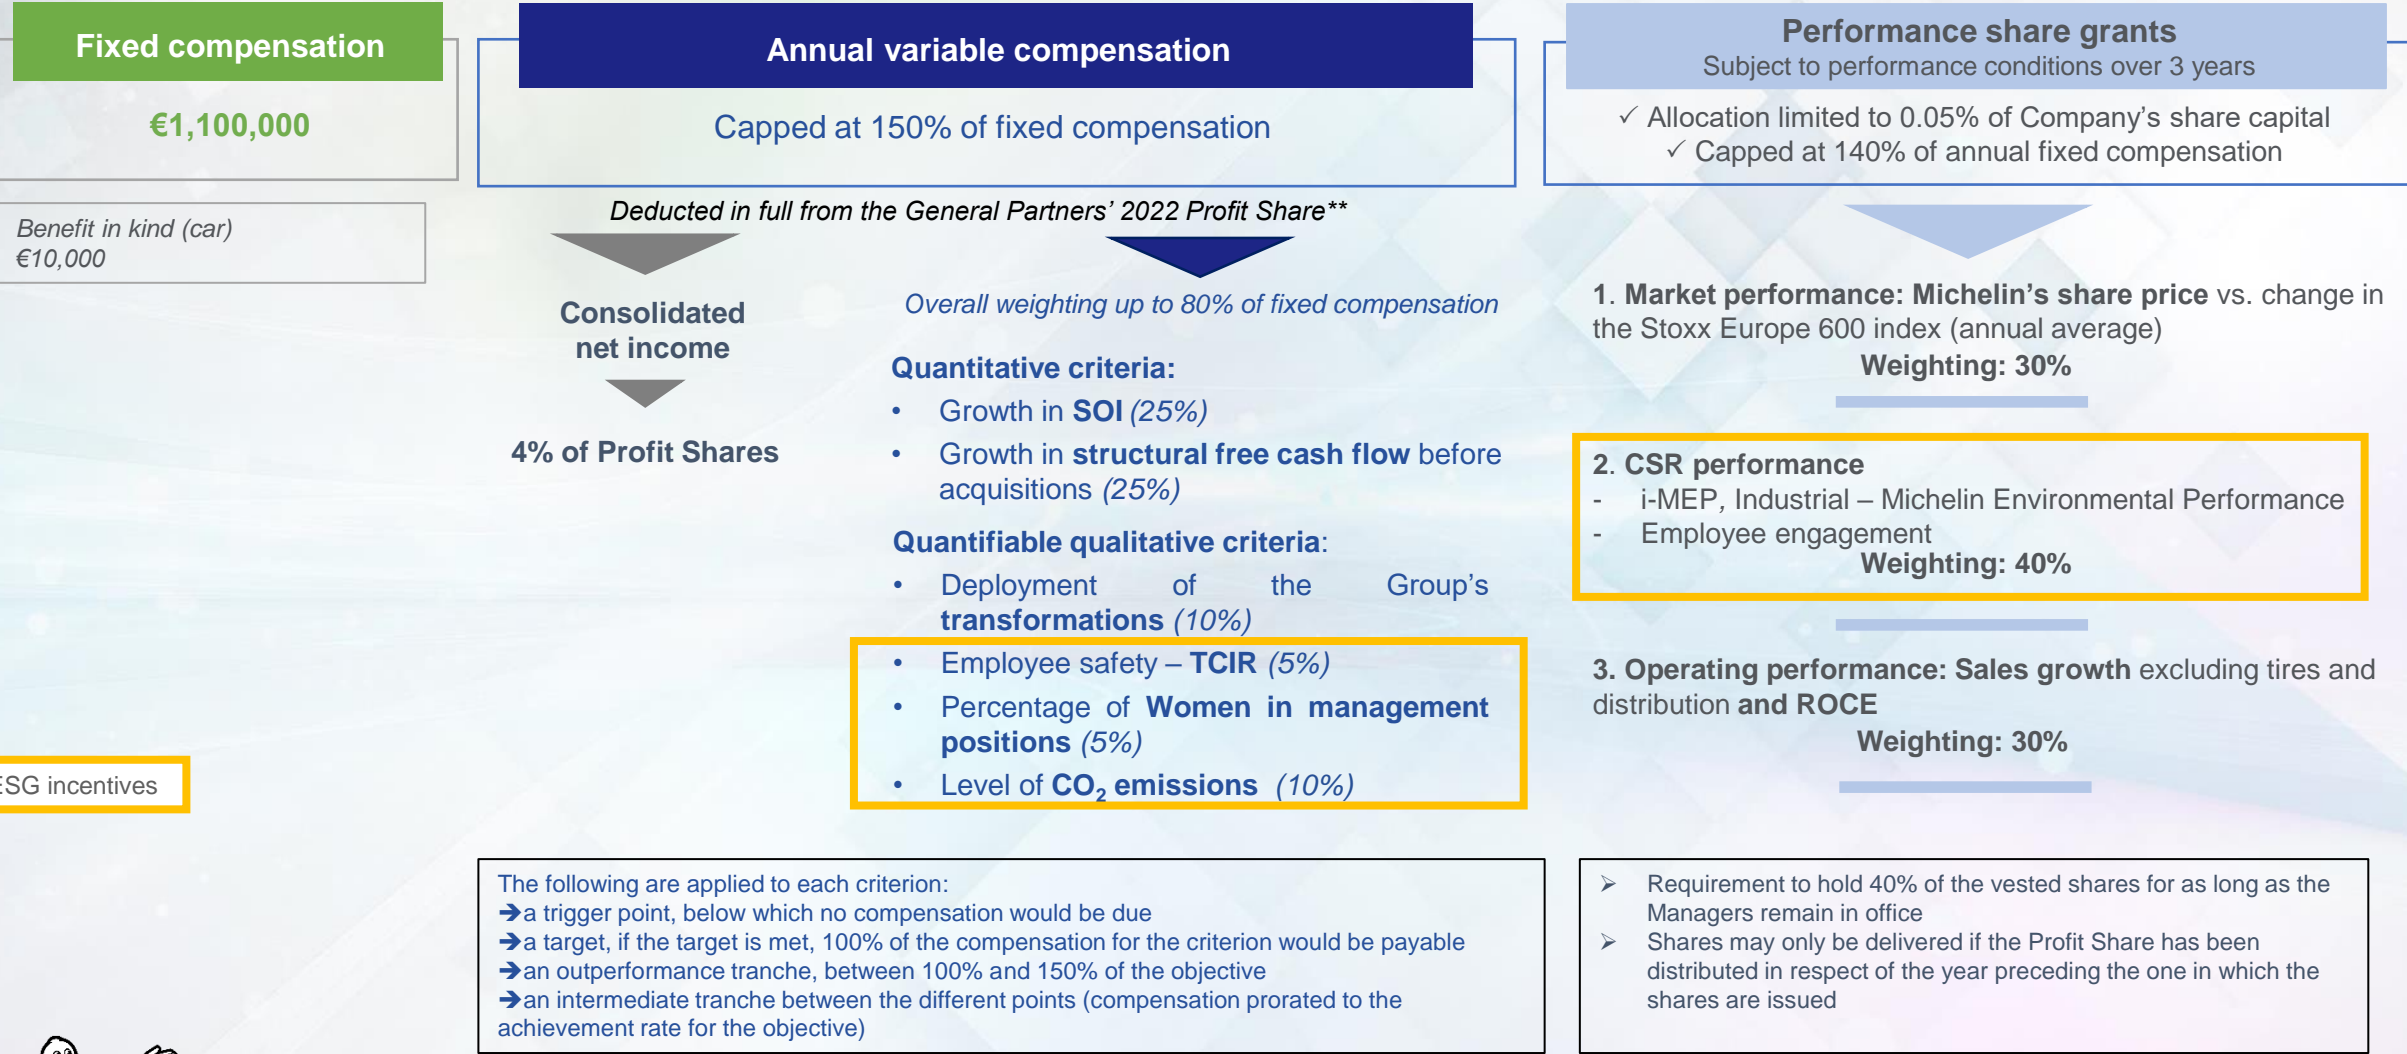 Fixed compensation
€1,100,000
Benefit in kind (car)
€10,000
Annual variable compensation
Capped at 150% of fixed compensation
Deducted in full from the General Partners’ 2022 Profit Share**
Consolidated
net income
4% of Profit Shares
Overall weighting up to 80% of fixed compensation
Quantitative criteria:
• Growth in SOI (25%)
• Growth in structural free cash flow before
acquisitions (25%)
Quantifiable qualitative criteria:
• Deployment of the Group’s
transformations (10%)
• Employee safety – TCIR (5%)
• Percentage of Women in management
positions (5%)
• Level of CO₂ emissions (10%)
Performance share grants
Subject to performance conditions over 3 years
✓ Allocation limited to 0.05% of Company’s share capital
✓ Capped at 140% of annual fixed compensation
1. Market performance: Michelin’s share price vs. change in
the Stoxx Europe 600 index (annual average)
Weighting: 30%
2. CSR performance
- i-MEP, Industrial – Michelin Environmental Performance
- Employee engagement
Weighting: 40%
3. Operating performance: Sales growth excluding tires and
distribution and ROCE
Weighting: 30%
ESG incentives
The following are applied to each criterion:
➔a trigger point, below which no compensation would be due
➔a target, if the target is met, 100% of the compensation for the criterion would be payable
➔an outperformance tranche, between 100% and 150% of the objective
➔an intermediate tranche between the different points (compensation prorated to the
achievement rate for the objective)
➢ Requirement to hold 40% of the vested shares for as long as the
Managers remain in office
➢ Shares may only be delivered if the Profit Share has been
distributed in respect of the year preceding the one in which the
shares are issued